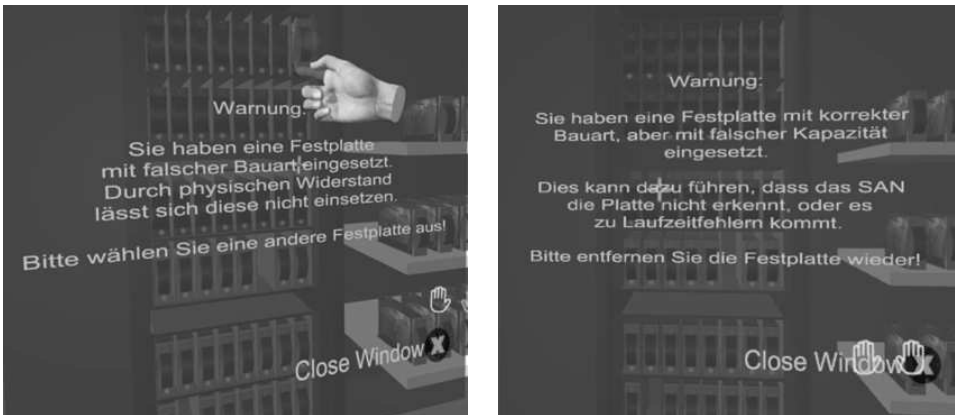 Warnung:
Sie haben eine Festplatte
mit falscher Bauart eingesetzt.
Durch physischen Widerstand
lässt sich diese nicht einsetzen.
Bitte wählen Sie eine andere Festplatte aus!
Close Window X
Warnung:
Sie haben eine Festplatte mit korrekter
Bauart, aber mit falscher Kapazität
eingesetzt.
Dies kann dazu führen, dass das SAN
die Platte nicht erkennt, oder es
zu Laufzeitfehlern kommt.
Bitte entfernen Sie die Festplatte wieder!
Close Window X